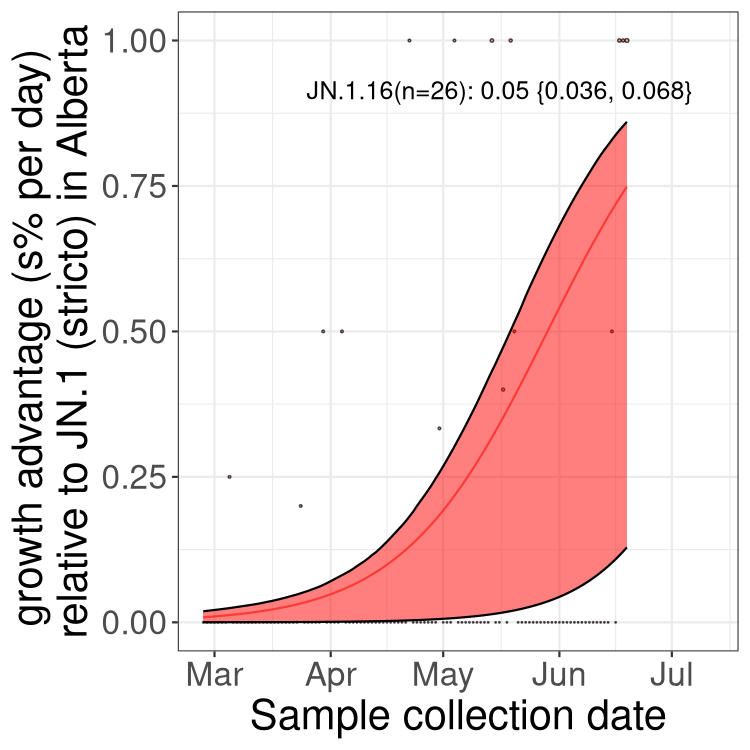 growth advantage (s% per day)
relative to JN.1 (stricto) in Alberta
1.00
0.75
0.50
0.25
0.00
JN.1.16(n=26): 0.05 {0.036, 0.068}
Mar Apr May Jun Jul
Sample collection date